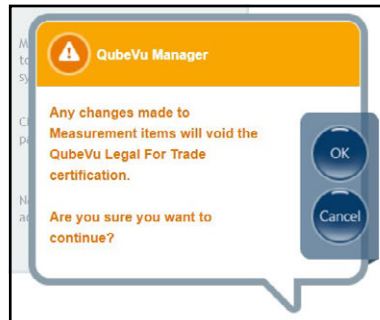 QubeVu Manager
Any changes made to
Measurement items will void the
QubeVu Legal For Trade
certification.
Are you sure you want to
continue?
OK
Cancel